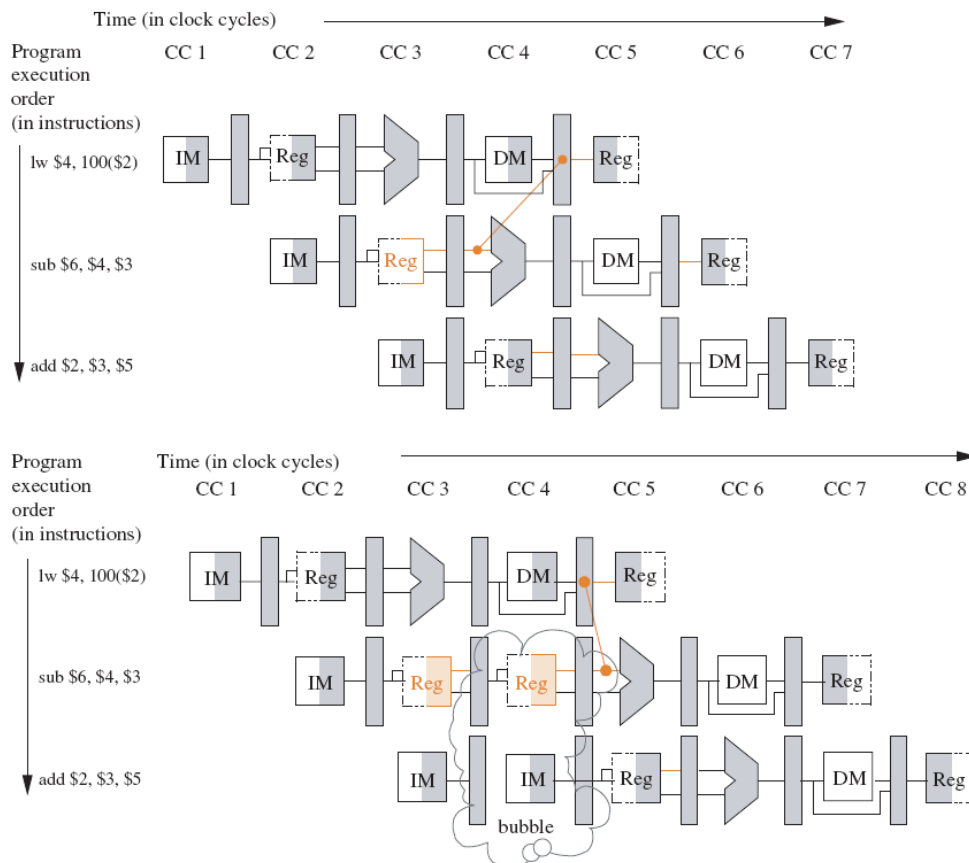 Time (in clock cycles)
Program
execution
order
(in instructions)
CC 1 CC 2 CC 3 CC 4 CC 5 CC 6 CC 7
lw $4, 100($2)
IM Reg DM Reg
sub $6, $4, $3
IM Reg DM Reg
add $2, $3, $5
IM Reg DM Reg
Program
execution
order
(in instructions)
Time (in clock cycles)
CC 1 CC 2 CC 3 CC 4 CC 5 CC 6 CC 7 CC 8
lw $4, 100($2)
IM Reg DM Reg
sub $6, $4, $3
IM Reg Reg DM Reg
add $2, $3, $5
IM IM Reg DM Reg
bubble